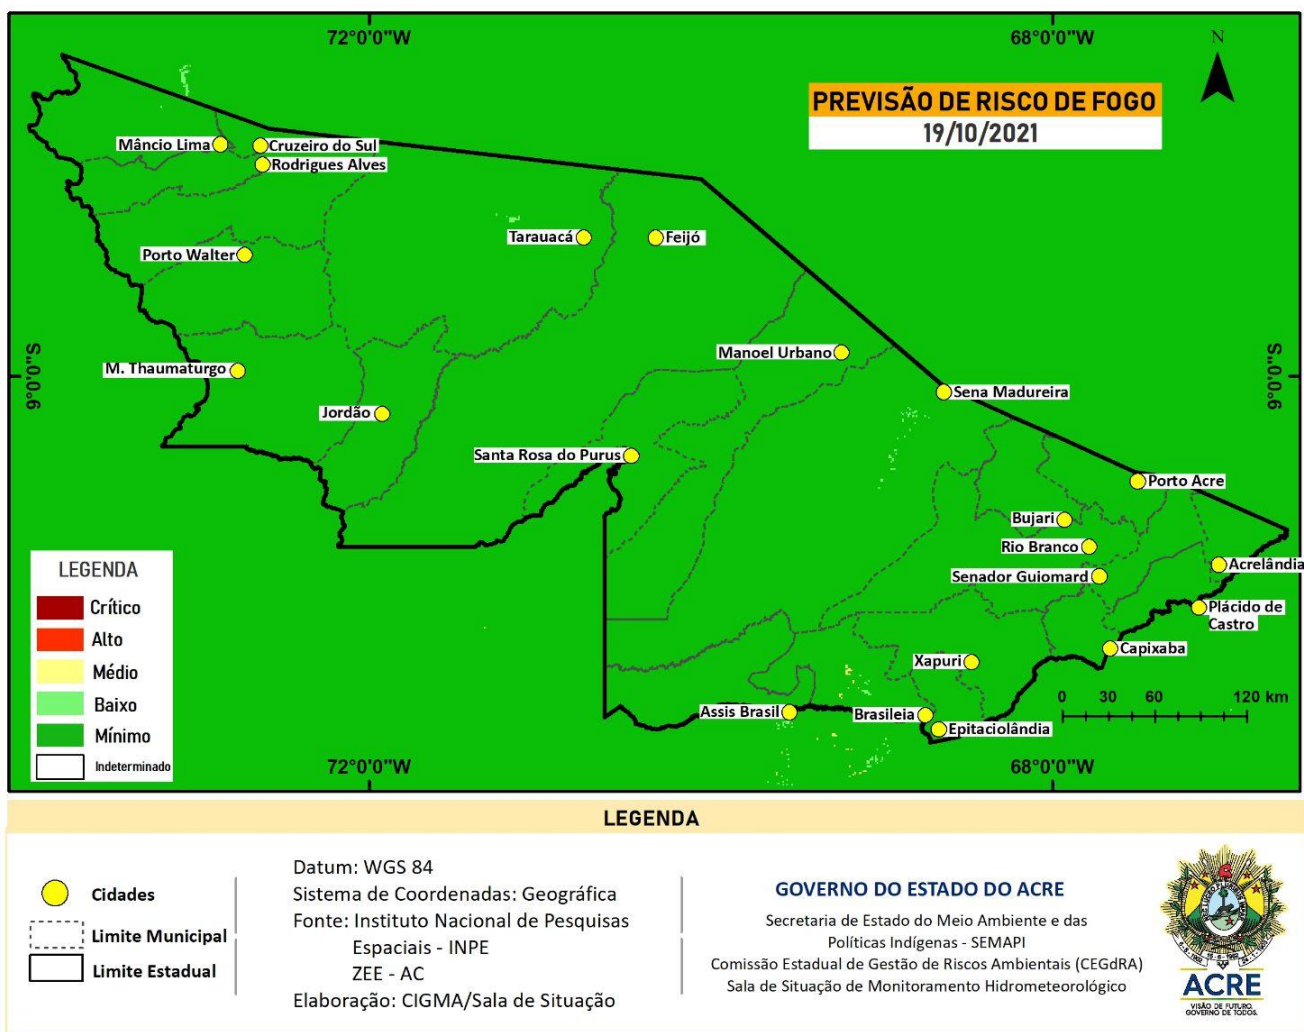 72°0'0"W
68°0'0"W
N
PREVISÃO DE RISCO DE FOGO
19/10/2021
Mâncio Lima
Cruzeiro do Sul
Rodrigues Alves
Tarauacá
Feijó
Porto Walter
Manoel Urbano
9°0'0"S
9°0'0"S
M. Thaumaturgo
Sena Madureira
Jordão
Santa Rosa do Purus
Porto Acre
Bujari
Rio Branco
Acrelândia
Senador Guiomard
Plácido de
Castro
Capixaba
Xapuri
Assis Brasil
Brasileia
Epitaciolândia
0 30 60 120 km
LEGENDA
Crítico
Alto
Médio
Baixo
Mínimo
Indeterminado
72°0'0"W
68°0'0"W
LEGENDA
Cidades
Limite Municipal
Limite Estadual
Datum: WGS 84
Sistema de Coordenadas: Geográfica
Fonte: Instituto Nacional de Pesquisas
Espaciais - INPE
ZEE - AC
Elaboração: CIGMA/Sala de Situação
GOVERNO DO ESTADO DO ACRE
Secretaria de Estado do Meio Ambiente e das
Políticas Indígenas - SEMAPI
Comissão Estadual de Gestão de Riscos Ambientais (CEGdRA)
Sala de Situação de Monitoramento Hidrometeorológico
ACRE
VISÃO DE FUTURO.
GOVERNO DE TODOS.